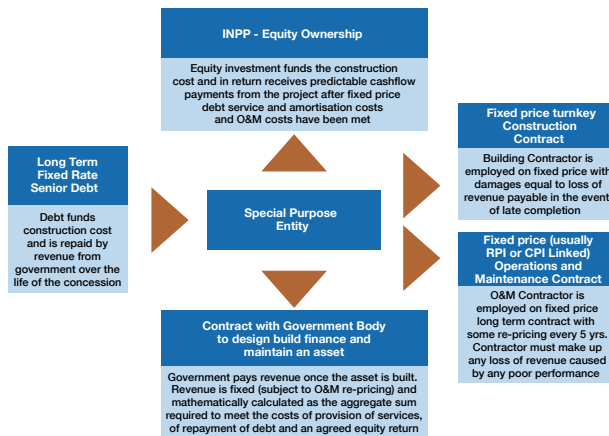 INPP - Equity Ownership
Equity investment funds the construction
cost and in return receives predictable cashflow
payments from the project after fixed price
debt service and amortisation costs
and O&M costs have been met
Long Term
Fixed Rate
Senior Debt
Debt funds
construction cost
and is repaid by
revenue from
government over the
life of the concession
Special Purpose
Entity
Fixed price turnkey
Construction
Contract
Building Contractor is
employed on fixed price with
damages equal to loss of
revenue payable in the event
of late completion
Fixed price (usually
RPI or CPI Linked)
Operations and
Maintenance Contract
O&M Contractor is
employed on fixed price
long term contract with
some re-pricing every 5 yrs.
Contractor must make up
any loss of revenue caused
by any poor performance
Contract with Government Body
to design build finance and
maintain an asset
Government pays revenue once the asset is built.
Revenue is fixed (subject to O&M re-pricing) and
mathematically calculated as the aggregate sum
required to meet the costs of provision of services,
of repayment of debt and an agreed equity return